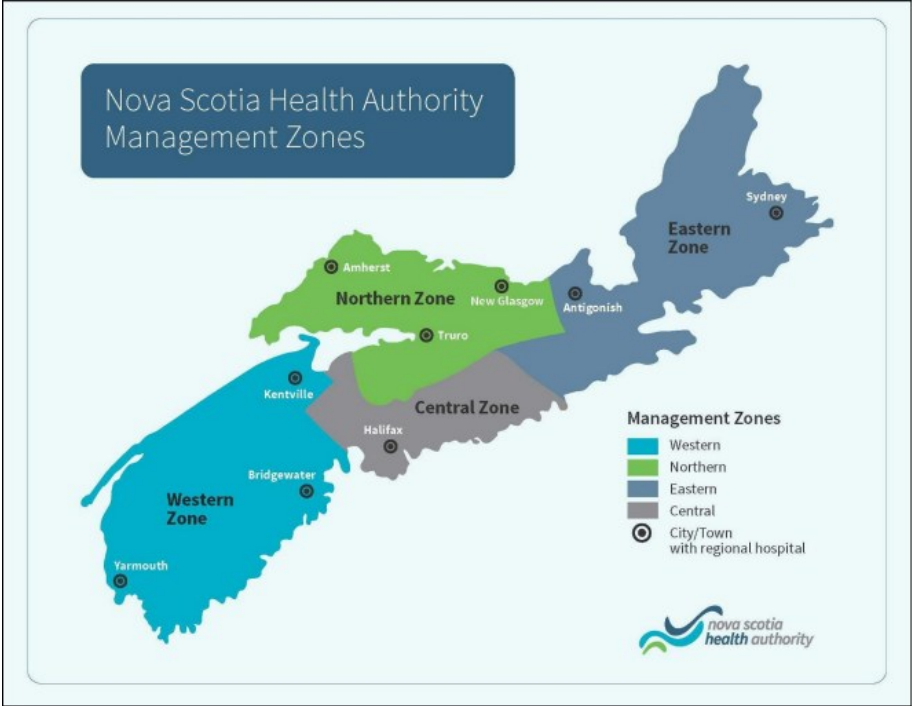 Nova Scotia Health Authority
Management Zones
Sydney
Eastern
Zone
Amherst
Northern Zone
New Glasgow
Antigonish
Truro
Kentville
Central Zone
Halifax
Bridgewater
Western
Zone
Yarmouth
Management Zones
Western
Northern
Eastern
Central
City/Town
with regional hospital
nova scotia
health authority